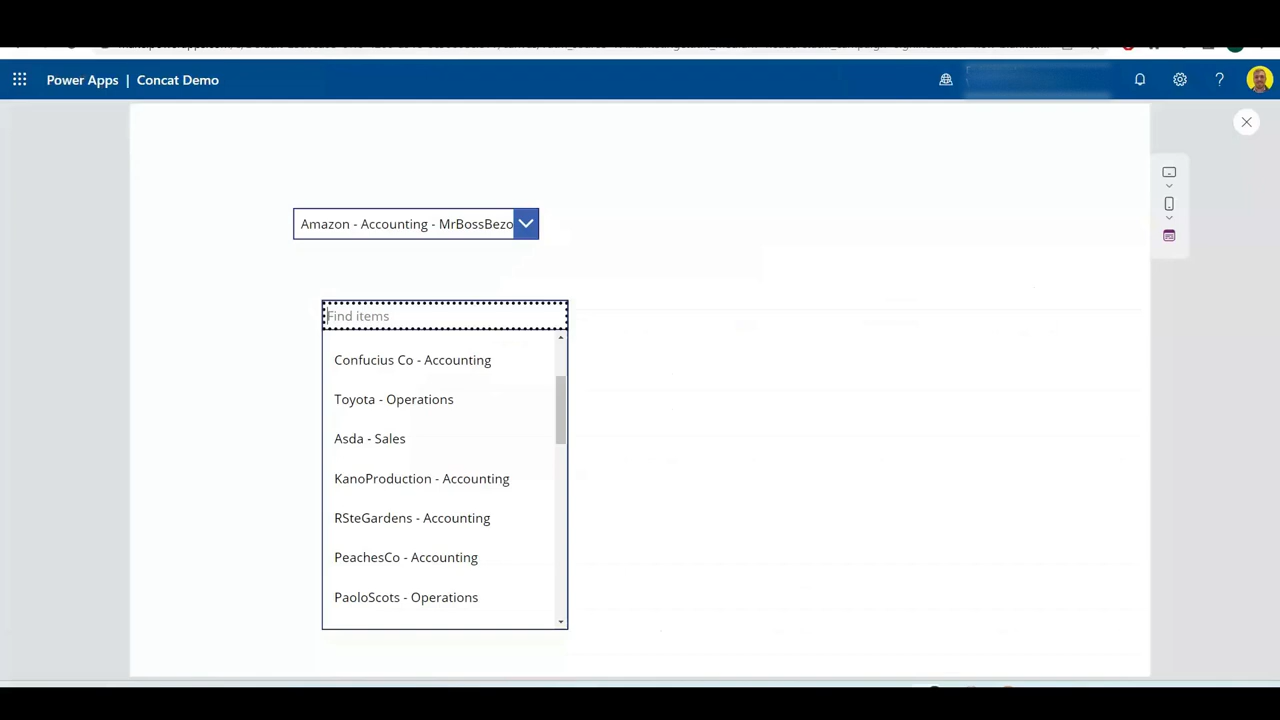 Power Apps | Concat Demo
Amazon - Accounting - MrBossBezo
Find items
Confucius Co - Accounting
Toyota - Operations
Asda - Sales
KanoProduction - Accounting
RSteGardens - Accounting
PeachesCo - Accounting
PaoloScots - Operations